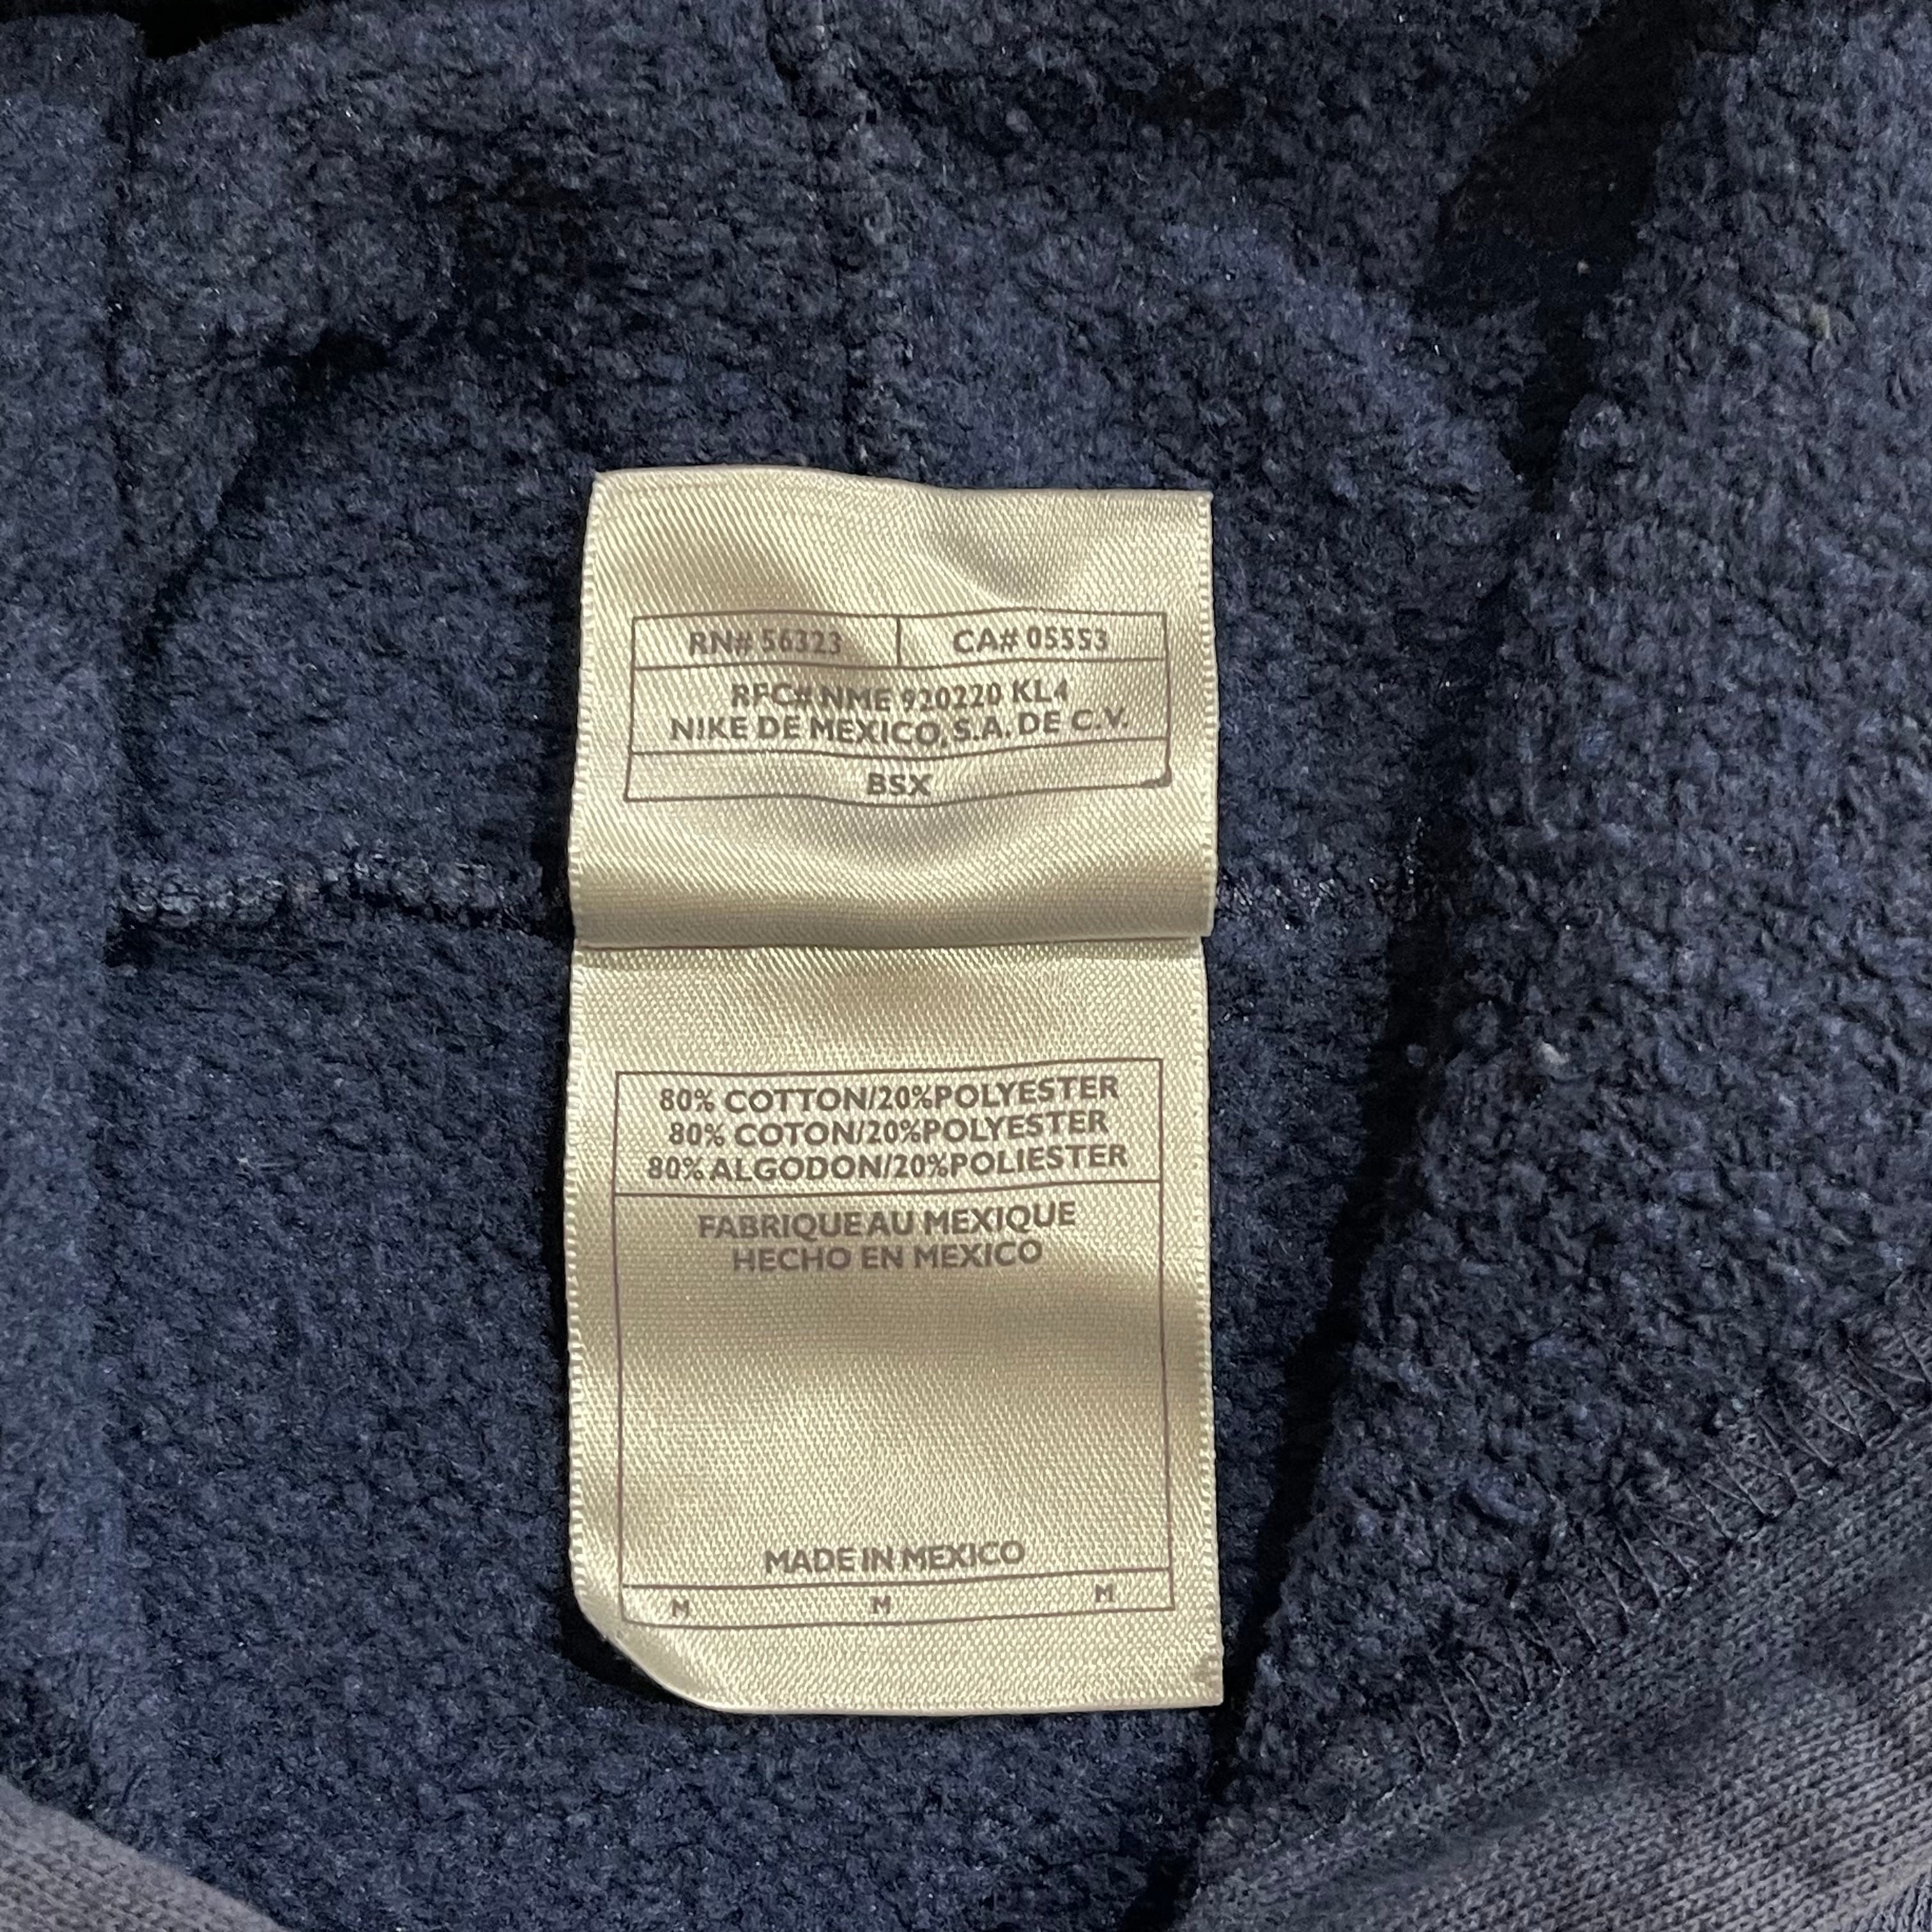 RN# 56323 CA# 05553
RFC# NME 920220 KL4
NIKE DE MEXICO, S.A. DE C.V.
BSX
80% COTTON/20%POLYESTER
80% COTON/20%POLYESTER
80% ALGODON/20%POLIESTER
FABRIQUE AU MEXIQUE
HECHO EN MEXICO
MADE IN MEXICO
M M M